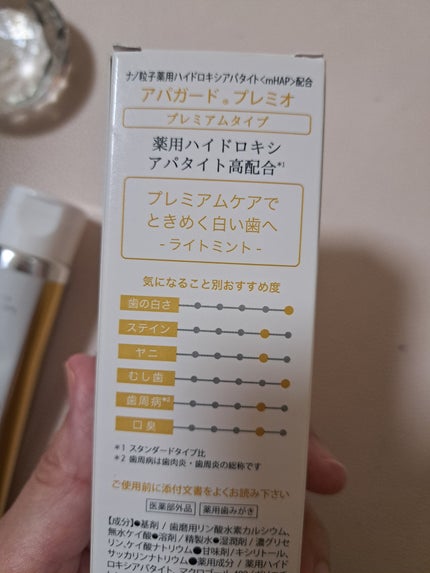 ナノ粒子薬用ハイドロキシアパタイト<mHAP>配合
アパガード®プレミオ
プレミアムタイプ
薬用ハイドロキシ
アパタイト高配合*1
プレミアムケアで
ときめく白い歯へ
- ライトミント -
気になること別おすすめ度
歯の白さ
ステイン
ヤニ
むし歯
歯周病*2
口臭
*1 スタンダードタイプ比
*2 歯周病は歯肉炎・歯周炎の総称です
ご使用前に添付文書をよくお読み下さい
医薬部外品 薬用歯みがき
【成分】●基剤 / 歯磨用リン酸水素カルシウム、
無水ケイ酸●溶剤 / 精製水●湿潤剤 / 濃グリセ
リン、ケイ酸ナトリウム●甘味剤/キシリトール、
サッカリンナトリウム●薬用成分 / 薬用ハイド
ロキシアパタイト、マクロゴール